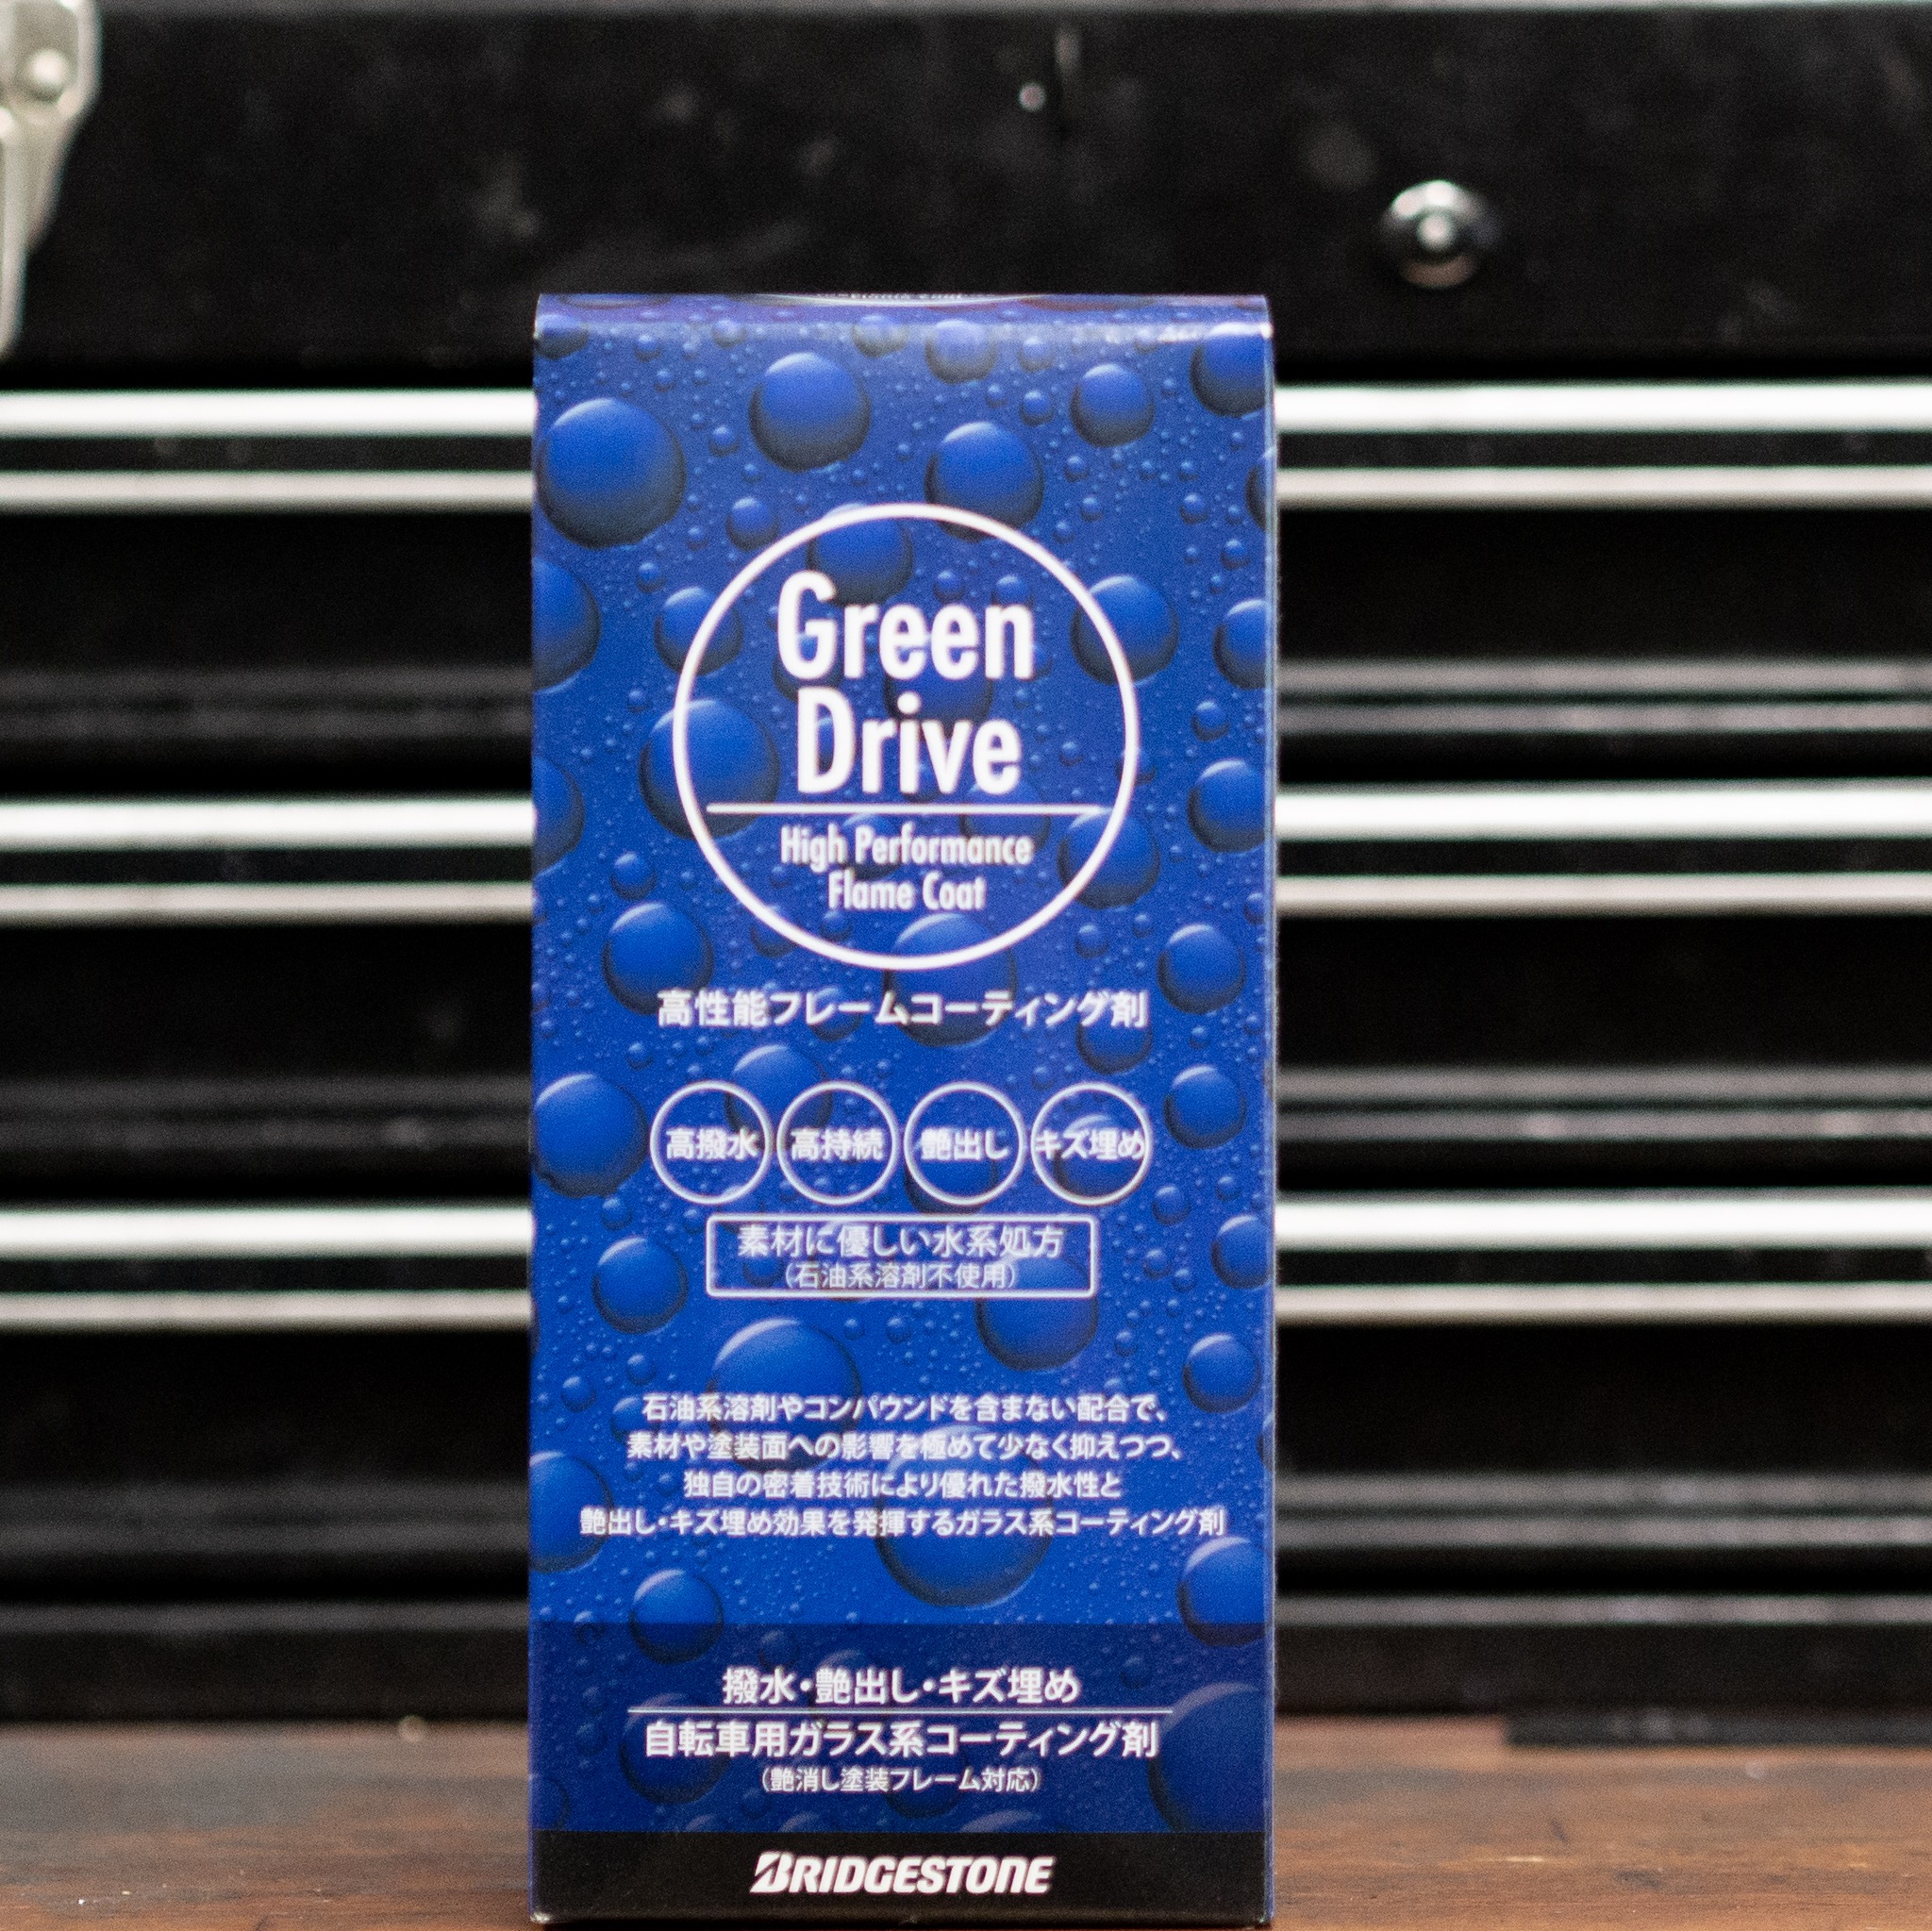 Green
Drive
High Performance
Flame Coat
高性能フレームコーティング剤
高撥水 高持続 艶出し キズ埋め
素材に優しい水系処方
（石油系溶剤不使用）
石油系溶剤やコンパウンドを含まない配合で、
素材や塗装面への影響を極めて少なく抑えつつ、
独自の密着技術により優れた撥水性と
艶出し・キズ埋め効果を発揮するガラス系コーティング剤
撥水・艶出し・キズ埋め
自転車用ガラス系コーティング剤
（艶消し塗装フレーム対応）
BRIDGESTONE